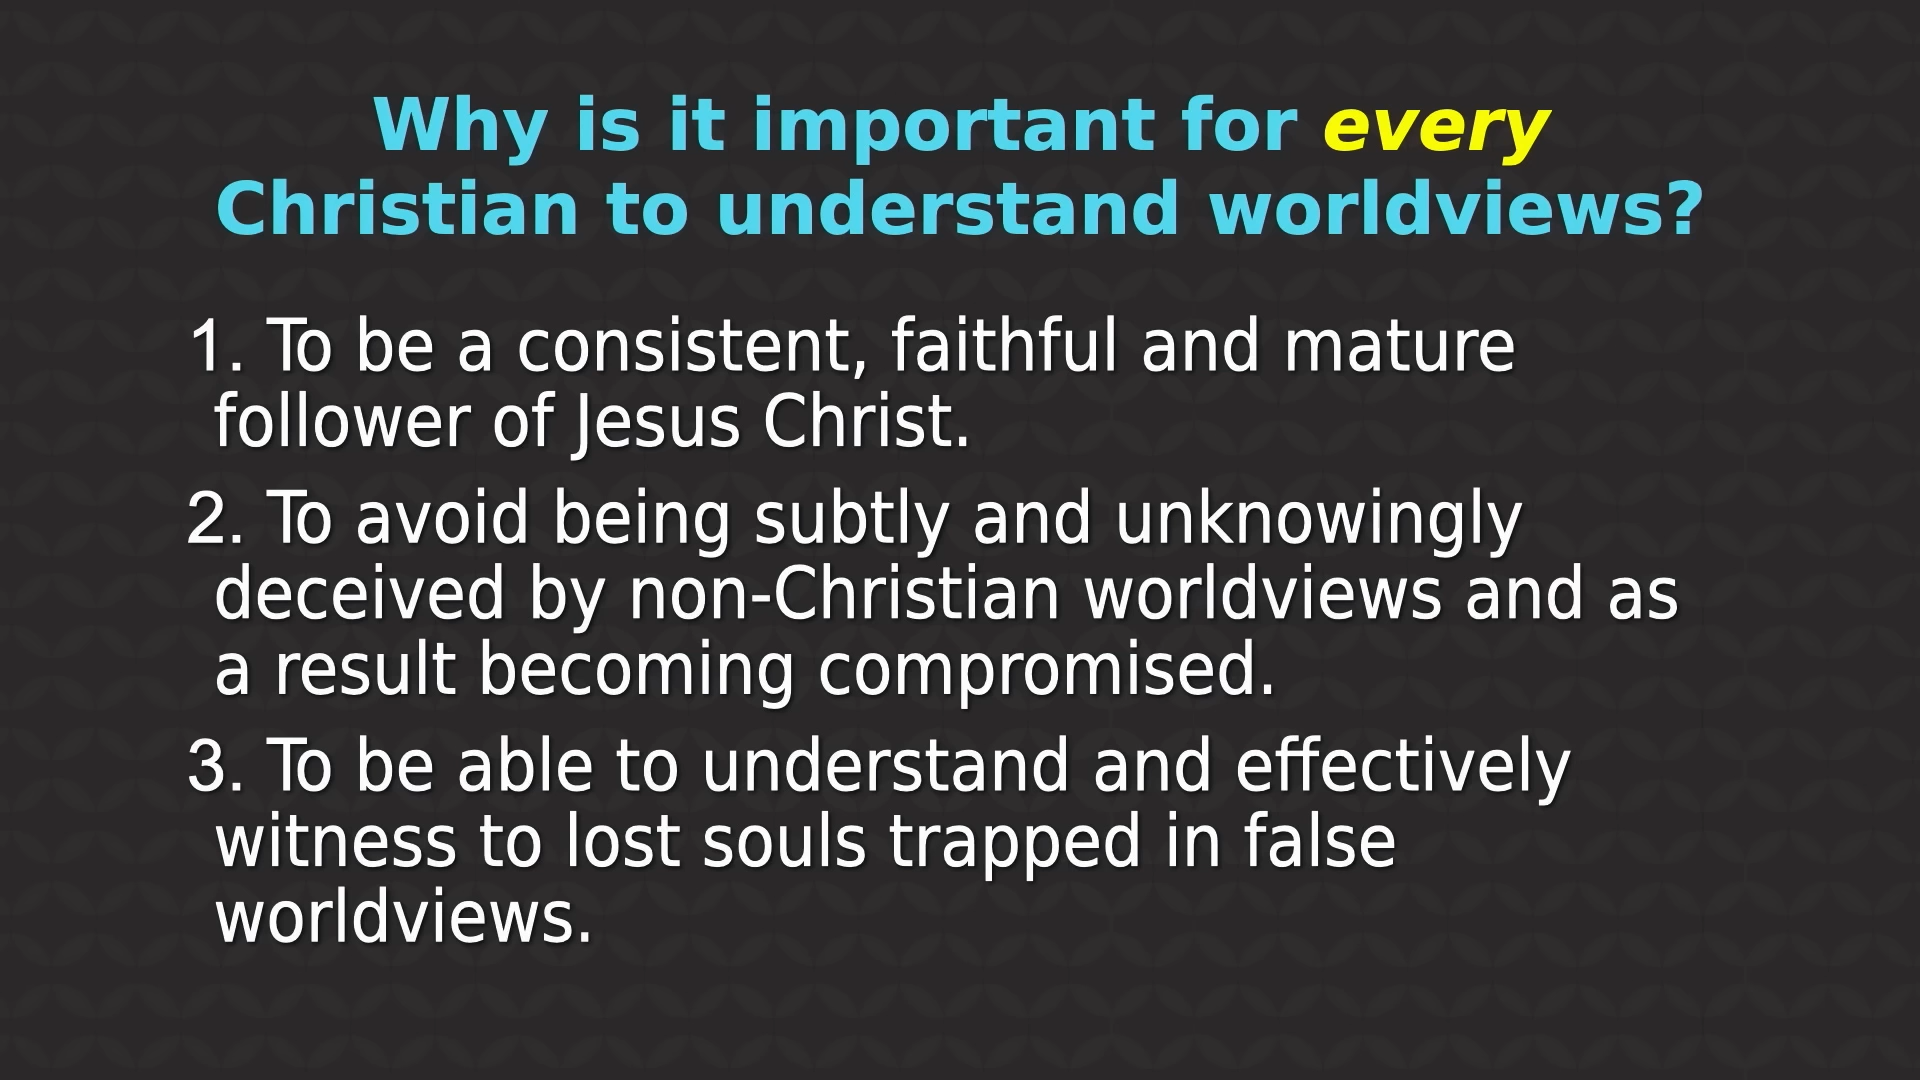 Why is it important for every
Christian to understand worldviews?
1. To be a consistent, faithful and mature
follower of Jesus Christ.
2. To avoid being subtly and unknowingly
deceived by non-Christian worldviews and as
a result becoming compromised.
3. To be able to understand and effectively
witness to lost souls trapped in false
worldviews.